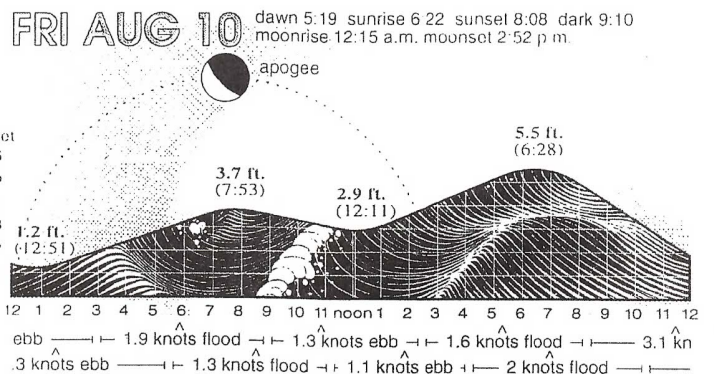 FRI AUG 10
dawn 5:19 sunrise 6 22 sunset 8:08 dark 9:10
moonrise 12:15 a.m. moonset 2:52 p m.
apogee
et
5.5 ft.
(6:28)
3.7 ft.
(7:53)
2.9 ft.
(12:11)
1.2 ft.
(12:51)
12 1 2 3 4 5 6 7 8 9 10 11 noon 1 2 3 4 5 6 7 8 9 10 11 12
ebb 1.9 knots flood 1.3 knots ebb 1.6 knots flood 3.1 kn
.3 knots ebb 1.3 knots flood 1.1 knots ebb 2 knots flood